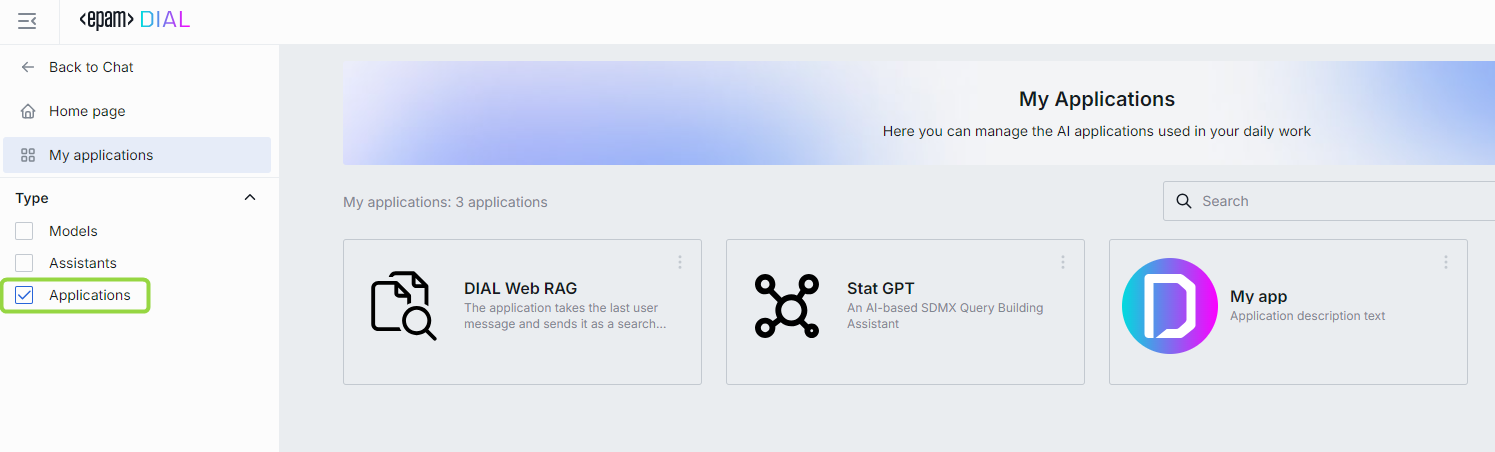 <epam> DIAL
Back to Chat
Home page
My applications
Type
Models
Assistants
Applications
My Applications
Here you can manage the AI applications used in your daily work
My applications: 3 applications
Search
DIAL Web RAG
The application takes the last user
message and sends it as a search...
Stat GPT
An AI-based SDMX Query Building
Assistant
My app
Application description text